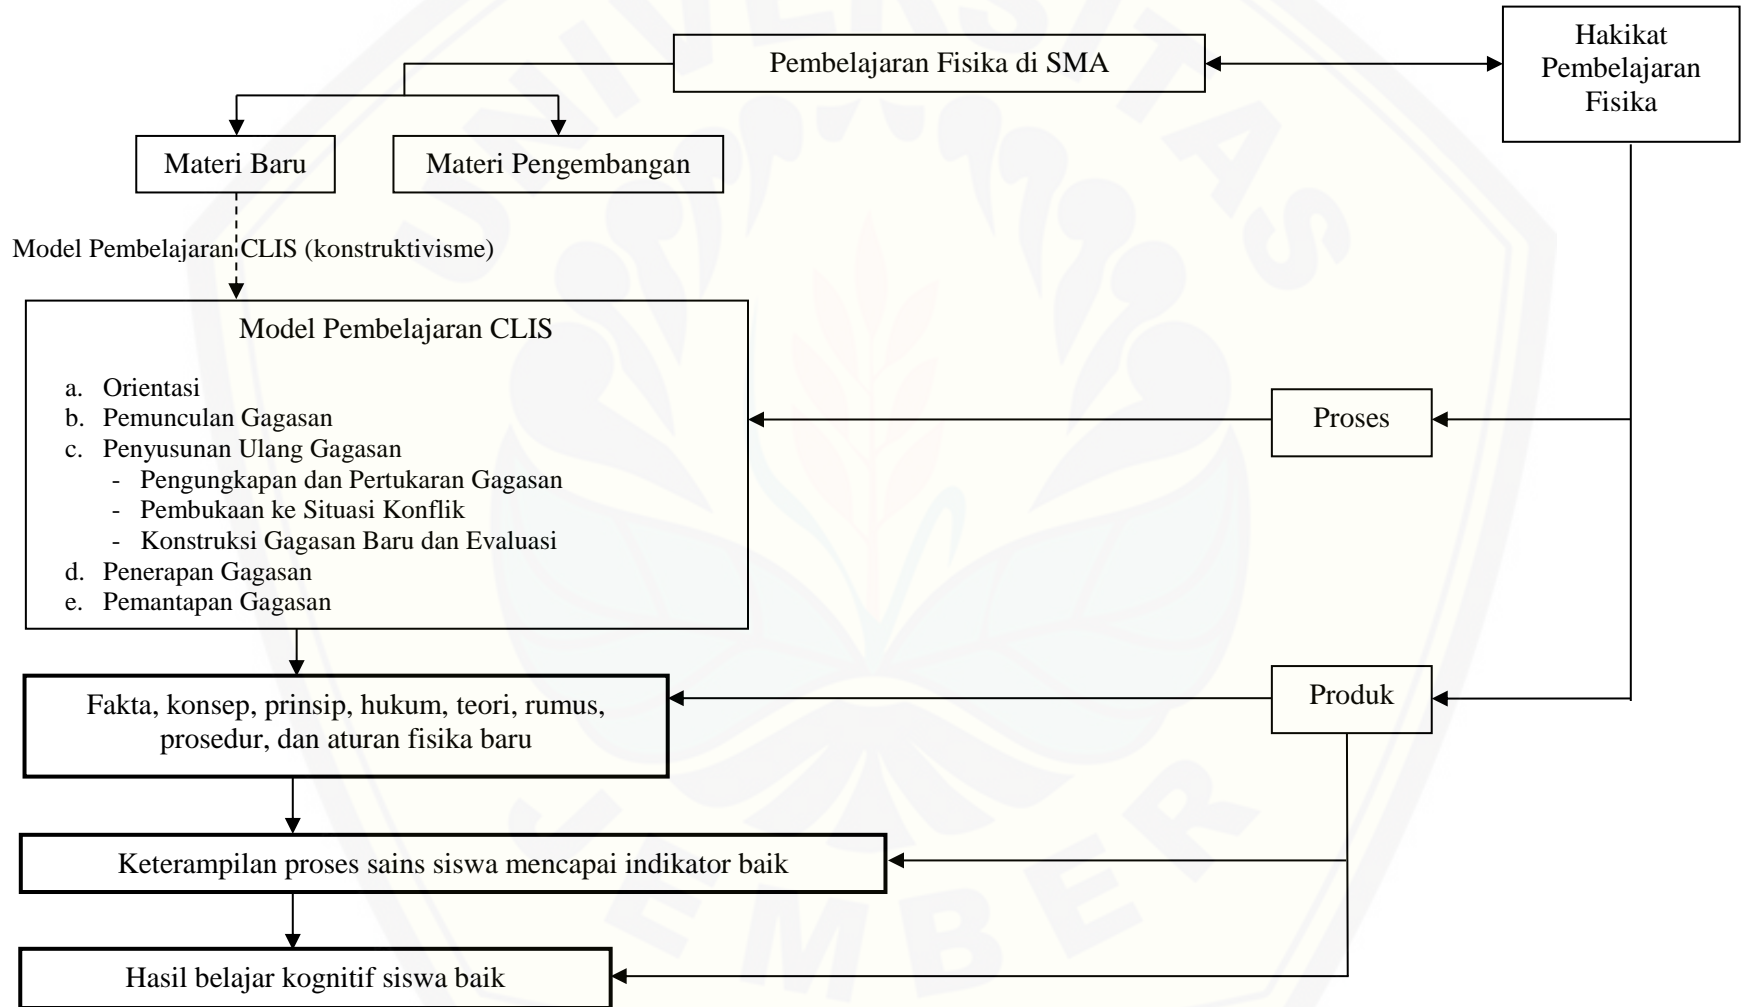 Pembelajaran Fisika di SMA
Hakikat
Pembelajaran
Fisika
Materi Baru
Materi Pengembangan
Model Pembelajaran CLIS (konstruktivisme)
Model Pembelajaran CLIS
a. Orientasi
b. Pemunculan Gagasan
c. Penyusunan Ulang Gagasan
- Pengungkapan dan Pertukaran Gagasan
- Pembukaan ke Situasi Konflik
- Konstruksi Gagasan Baru dan Evaluasi
d. Penerapan Gagasan
e. Pemantapan Gagasan
Proses
Fakta, konsep, prinsip, hukum, teori, rumus,
prosedur, dan aturan fisika baru
Produk
Keterampilan proses sains siswa mencapai indikator baik
Hasil belajar kognitif siswa baik
UNIVERSITAS
JEMBER